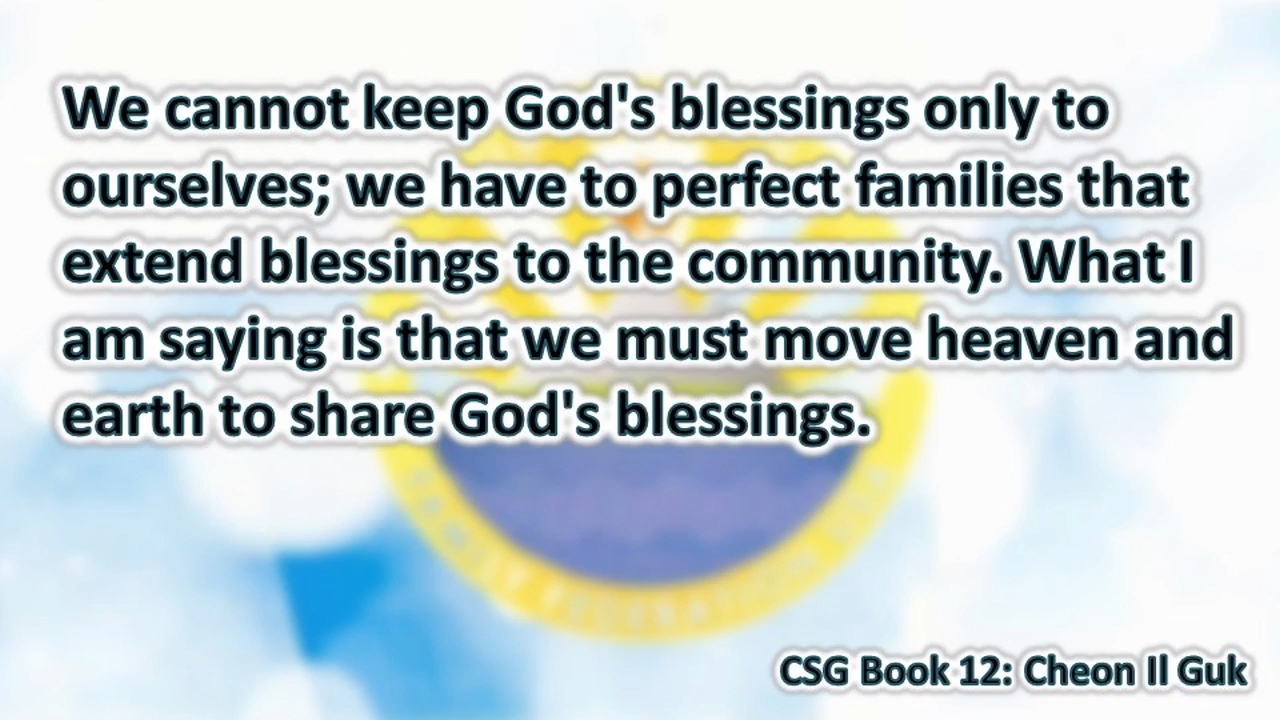 We cannot keep God's blessings only to
ourselves; we have to perfect families that
extend blessings to the community. What I
am saying is that we must move heaven and
earth to share God's blessings.
FAMILY FEDERATION
CSG Book 12: Cheon Il Guk